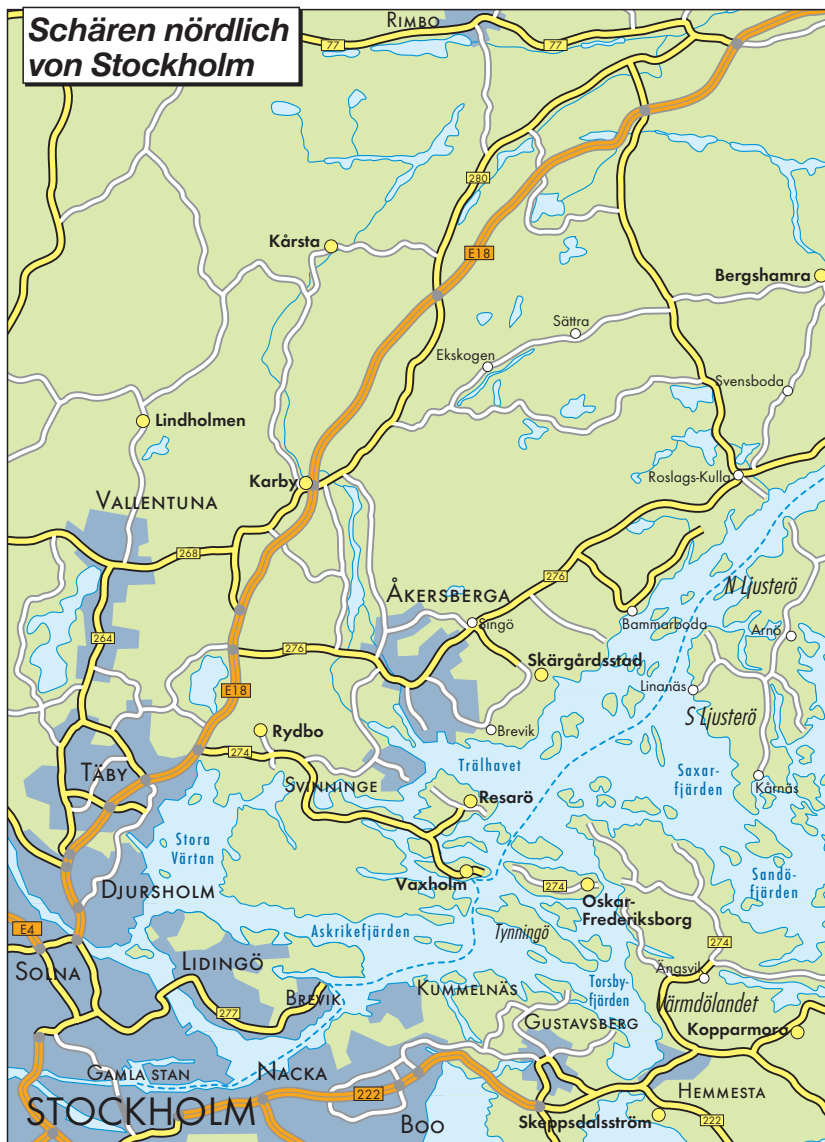 Schären nördlich
von Stockholm
RIMBO
77
77
280
Kårsta
E18
Bergshamra
Sättra
Ekskogen
Svensboda
Lindholmen
Karby
Roslags-Kulla
VALLENTUNA
268
276
N Ljusterö
ÅKERSBERGA
Singö
Bammarboda
Arnö
264
276
Skärgårdsstad
Linanäs
E18
S Ljusterö
Rydbo
Brevik
274
Trälhavet
Saxar-
fjärden
TÄBY
SVINNINGE
Kårnäs
Resarö
Stora
Värtan
Vaxholm
274
Sandö-
fjärden
DJURSHOLM
Oskar-
Frederiksborg
E4
Askrikefjärden
Tynningö
274
SOLNA
LIDINGÖ
Ängsvik
Torsby-
fjärden
BREVIK
KUMMELNÄS
Värmdölandet
277
GUSTAVSBERG
Kopparmora
GAMLA STAN
NACKA
222
HEMMESTA
STOCKHOLM
BOO
Skeppsdalsström
222